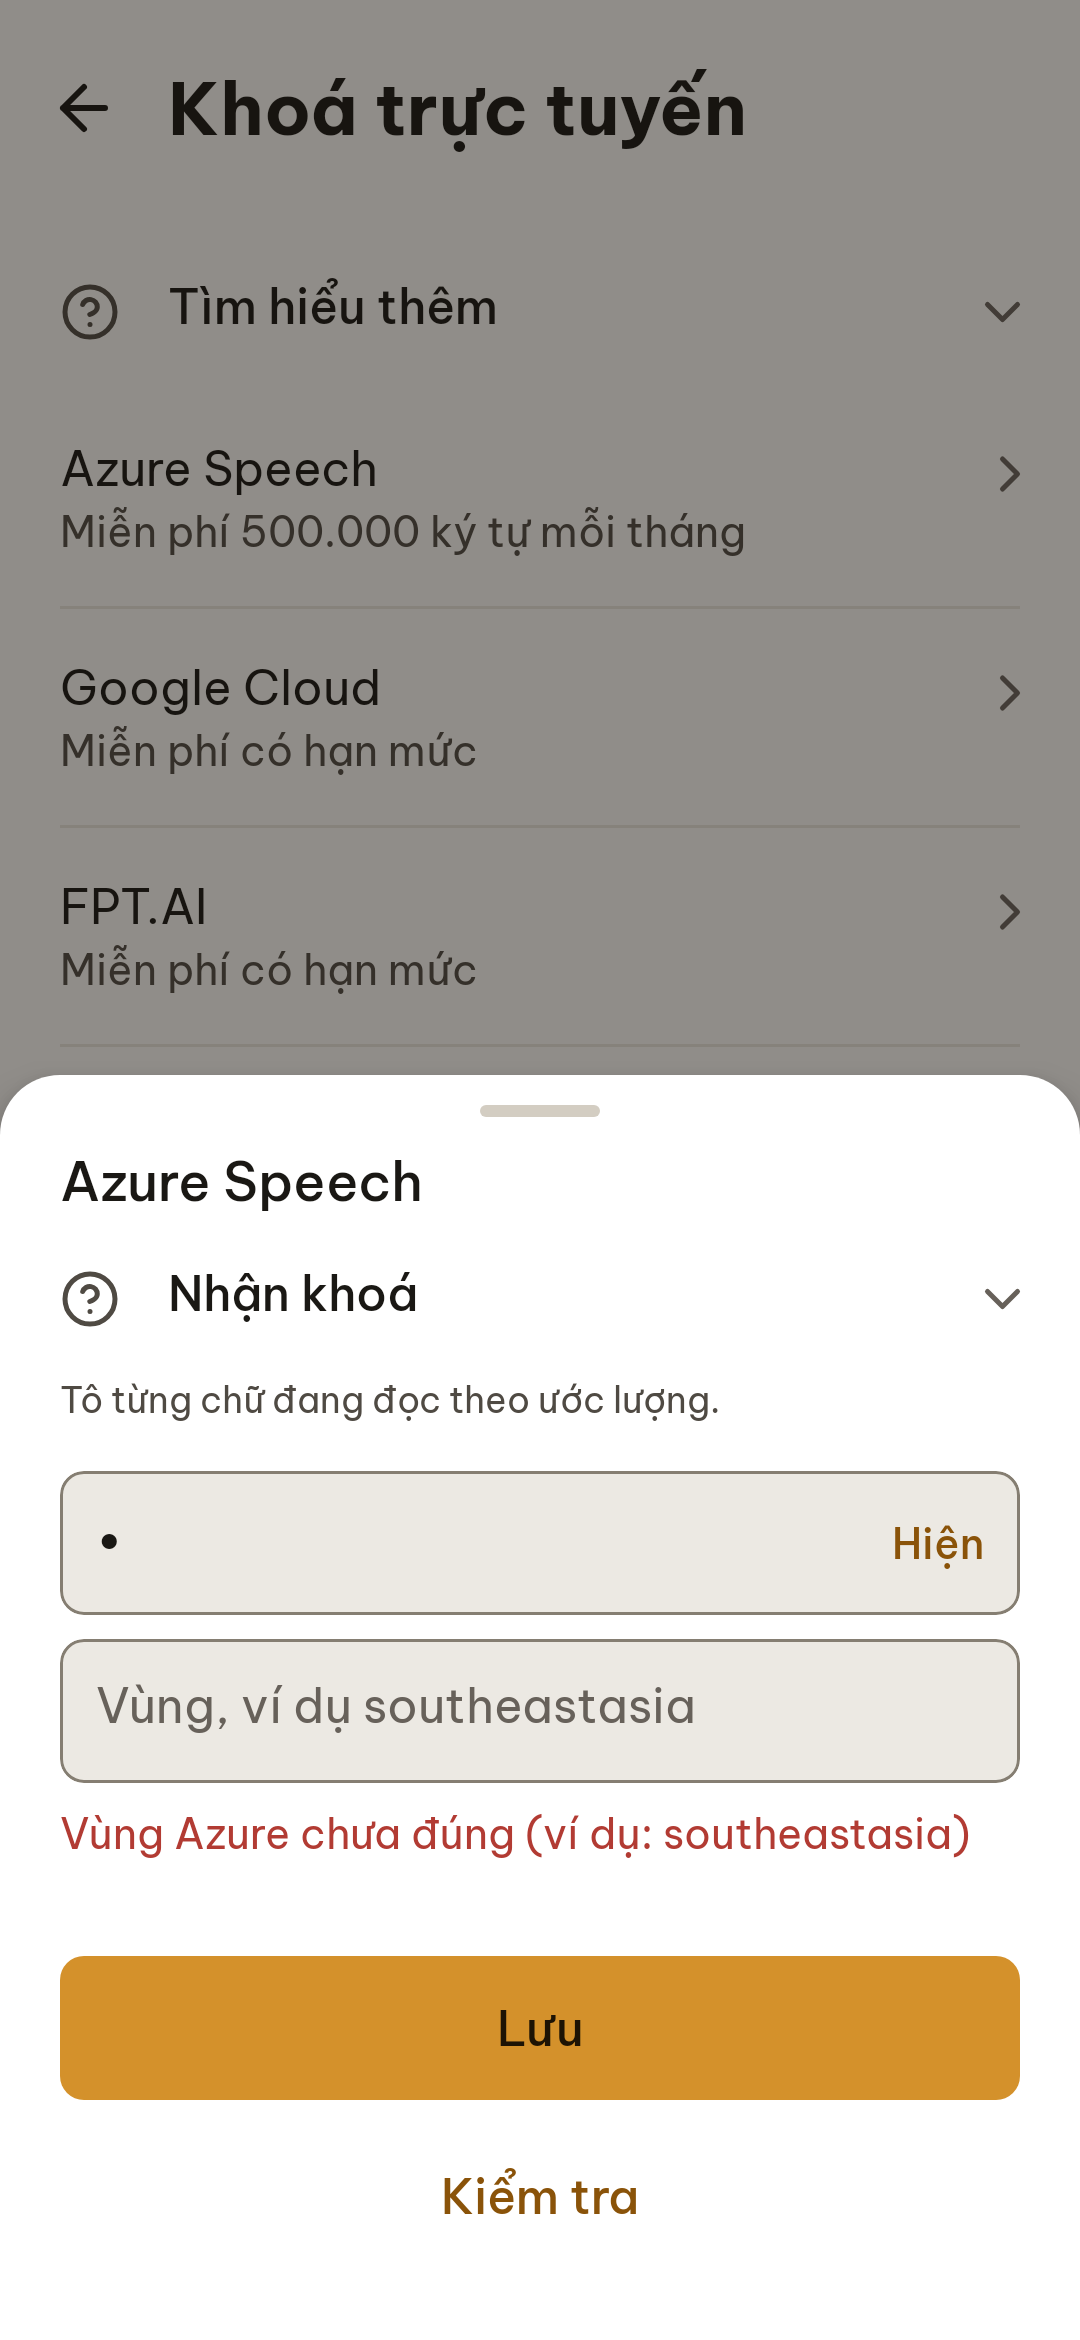 Khoá trực tuyến
Tìm hiểu thêm
Azure Speech
Miễn phí 500.000 ký tự mỗi tháng
Google Cloud
Miễn phí có hạn mức
FPT.AI
Miễn phí có hạn mức
Azure Speech
Nhận khoá
Tô từng chữ đang đọc theo ước lượng.
•
Hiện
Vùng, ví dụ southeastasia
Vùng Azure chưa đúng (ví dụ: southeastasia)
Lưu
Kiểm tra